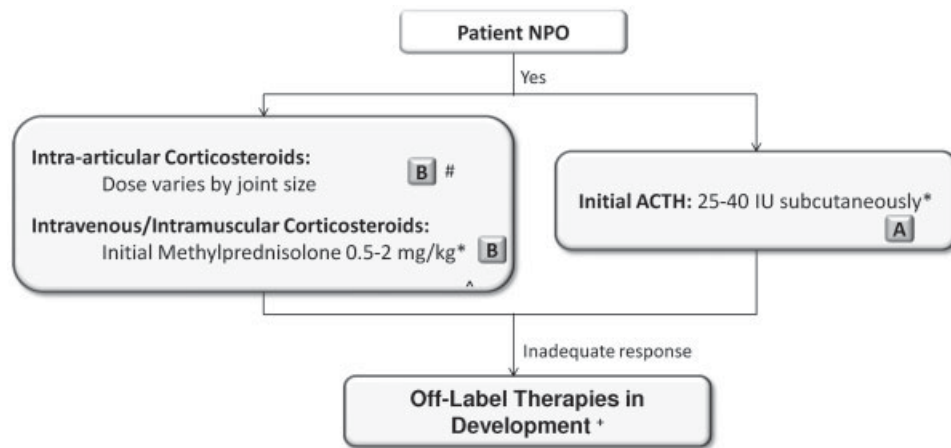 Patient NPO
Yes
Intra-articular Corticosteroids:
Dose varies by joint size
B #
Intravenous/Intramuscular Corticosteroids:
Initial Methylprednisolone 0.5-2 mg/kg* B
^
Initial ACTH: 25-40 IU subcutaneously*
A
Inadequate response
Off-Label Therapies in
Development +